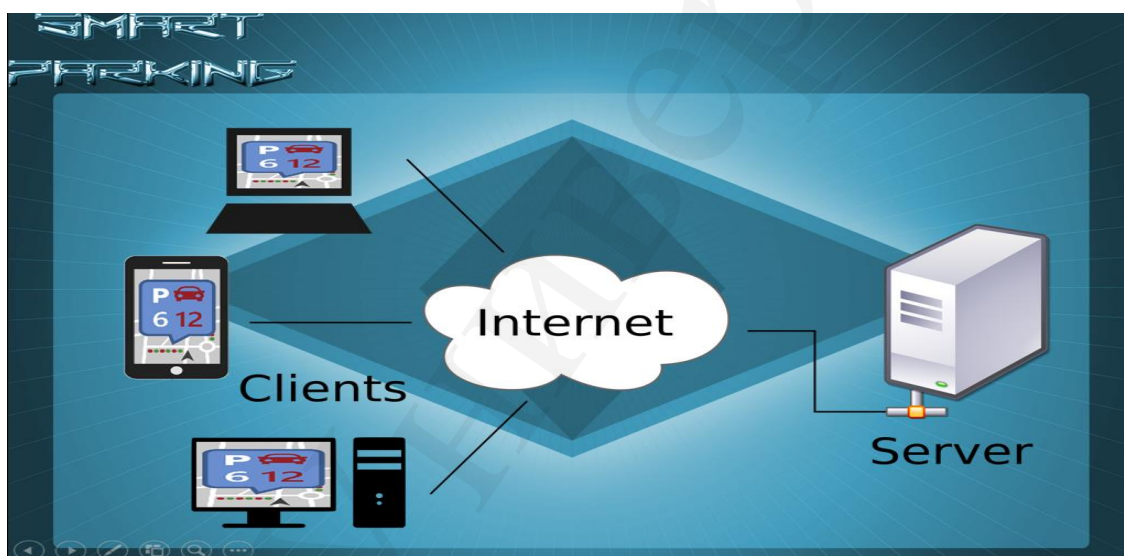 SMART
PARKING
P
6 12
P
6 12
Internet
Clients
P
6 12
Server